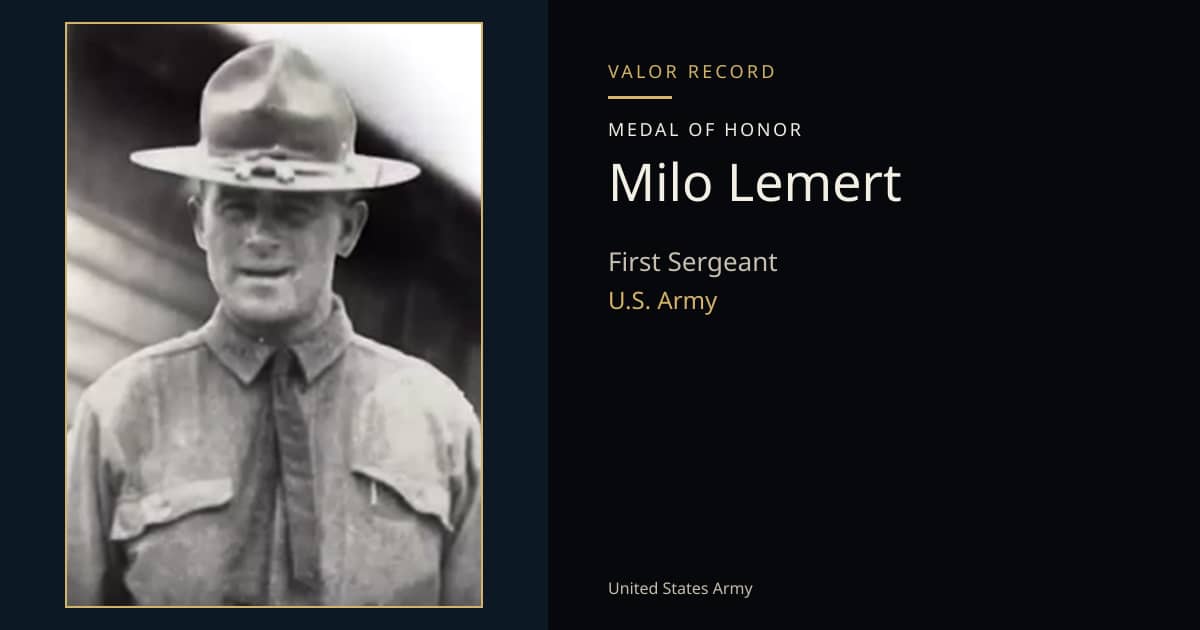 VALOR RECORD
MEDAL OF HONOR
Milo Lemert
First Sergeant
U.S. Army
United States Army